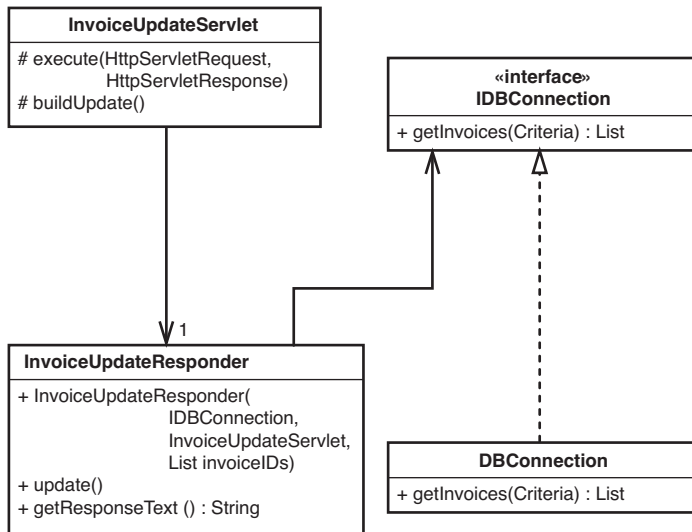 InvoiceUpdateServlet
# execute(HttpServletRequest,
HttpServletResponse)
# buildUpdate()
«interface»
IDBConnection
+ getInvoices(Criteria) : List
1
InvoiceUpdateResponder
+ InvoiceUpdateResponder(
IDBConnection,
InvoiceUpdateServlet,
List invoiceIDs)
+ update()
+ getResponseText () : String
DBConnection
+ getInvoices(Criteria) : List